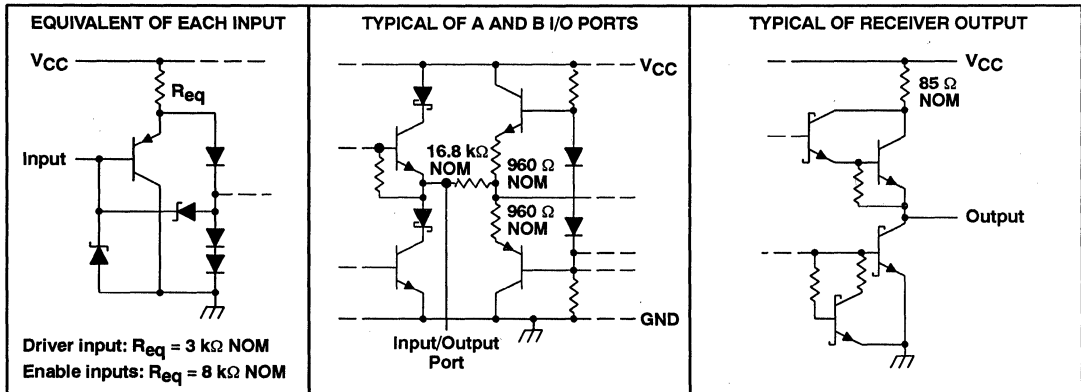 EQUIVALENT OF EACH INPUT
VCC
Req
Input
Driver input: Req = 3 kΩ NOM
Enable inputs: Req = 8 kΩ NOM
TYPICAL OF A AND B I/O PORTS
VCC
16.8 kΩ
NOM
960 Ω
NOM
960 Ω
NOM
GND
Input/Output
Port
TYPICAL OF RECEIVER OUTPUT
VCC
85 Ω
NOM
Output